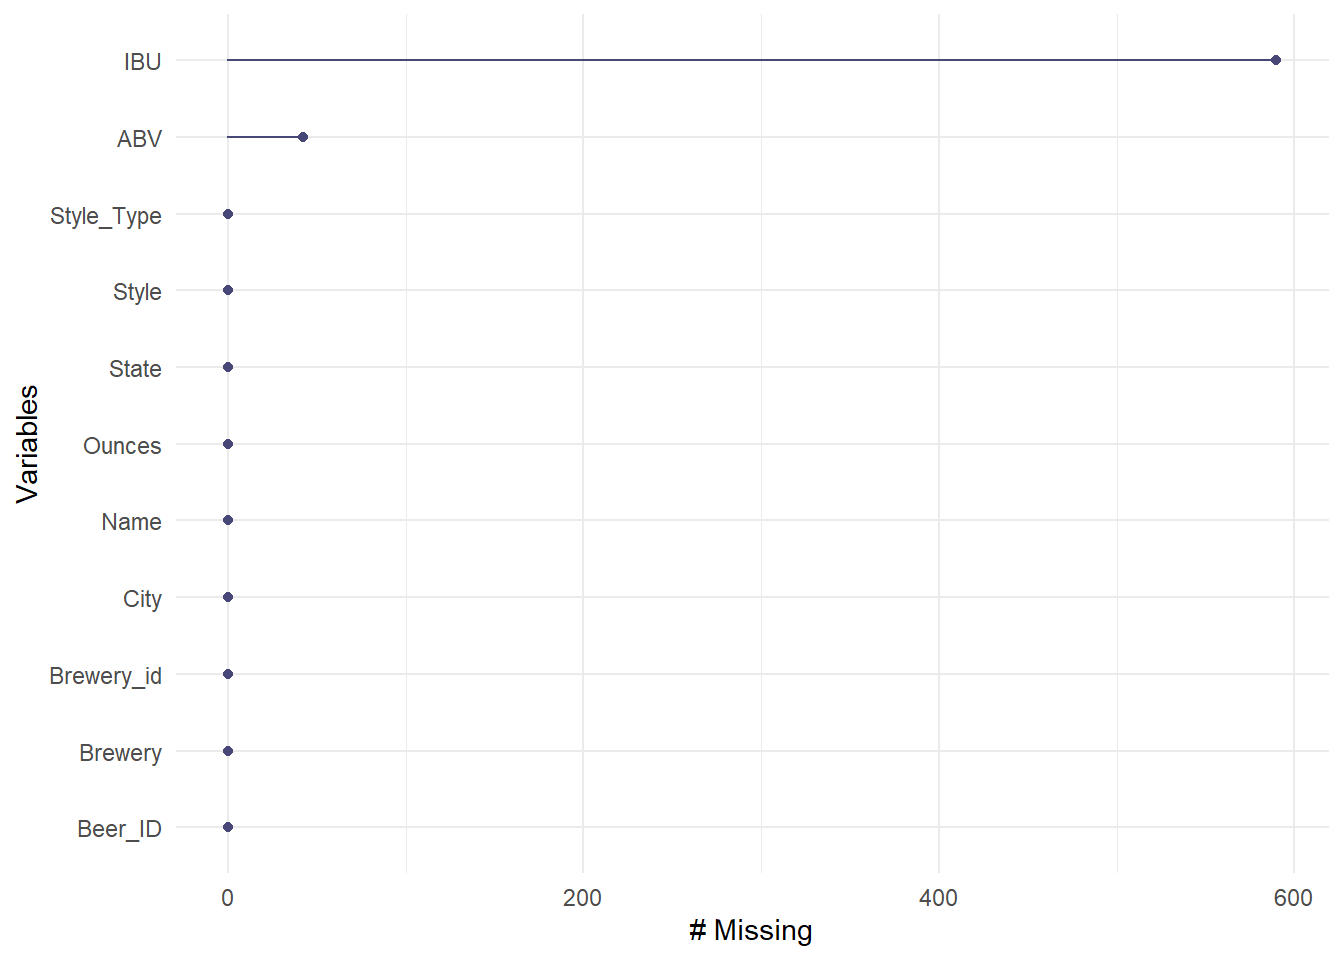 IBU
ABV
Style_Type
Style
State
Ounces
Name
City
Brewery_id
Brewery
Beer_ID
Variables
0 200 400 600
# Missing